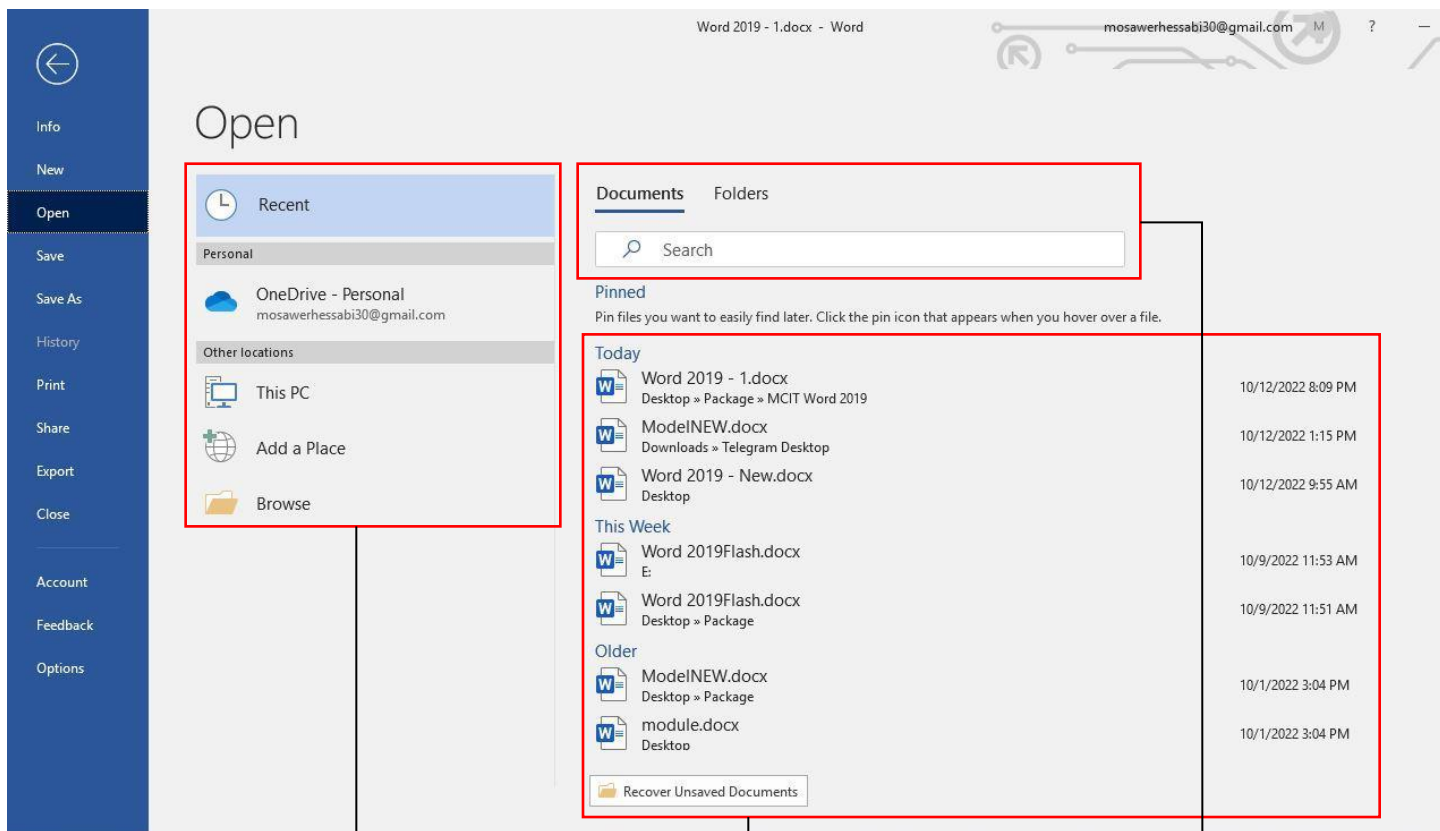 Word 2019 - 1.docx - Word
mosawerhessabi30@gmail.com M ?
Info
New
Open
Save
Save As
History
Print
Share
Export
Close
Account
Feedback
Options
Open
Recent
Personal
OneDrive - Personal
mosawerhessabi30@gmail.com
Other locations
This PC
Add a Place
Browse
Documents Folders
Search
Pinned
Pin files you want to easily find later. Click the pin icon that appears when you hover over a file.
Today
Word 2019 - 1.docx
Desktop » Package » MCIT Word 2019
10/12/2022 8:09 PM
ModelNEW.docx
Downloads » Telegram Desktop
10/12/2022 1:15 PM
Word 2019 - New.docx
Desktop
10/12/2022 9:55 AM
This Week
Word 2019Flash.docx
E:
10/9/2022 11:53 AM
Word 2019Flash.docx
Desktop » Package
10/9/2022 11:51 AM
Older
ModelNEW.docx
Desktop » Package
10/1/2022 3:04 PM
module.docx
Desktop
10/1/2022 3:04 PM
Recover Unsaved Documents